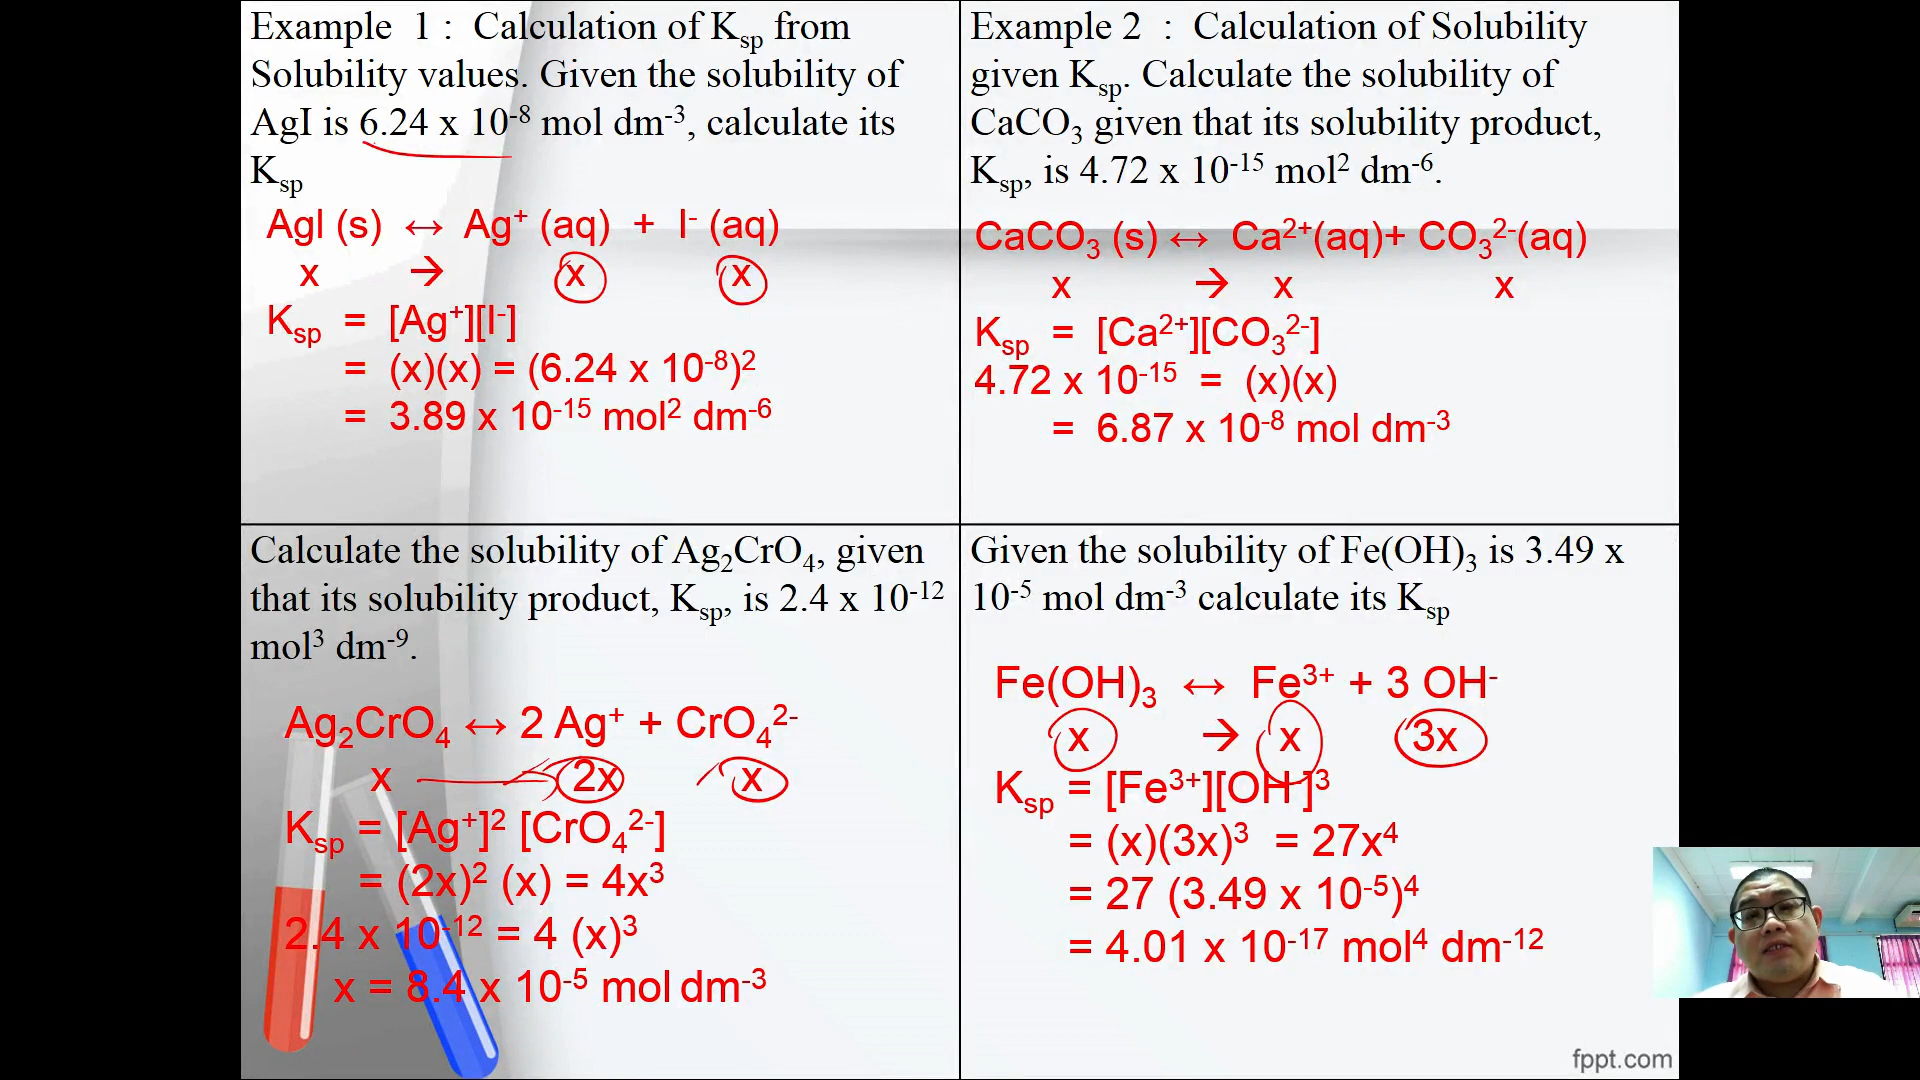 Example 1 : Calculation of Ksp from
Solubility values. Given the solubility of
AgI is 6.24 x 10⁻⁸ mol dm⁻³, calculate its
Ksp
AgI (s) ↔ Ag⁺ (aq) + I⁻ (aq)
x → x x
Ksp = [Ag⁺][I⁻]
= (x)(x) = (6.24 x 10⁻⁸)²
= 3.89 x 10⁻¹⁵ mol² dm⁻⁶
Example 2 : Calculation of Solubility
given Ksp. Calculate the solubility of
CaCO₃ given that its solubility product,
Ksp, is 4.72 x 10⁻¹⁵ mol² dm⁻⁶.
CaCO₃ (s) ↔ Ca²⁺(aq)+ CO₃²⁻(aq)
x → x x
Ksp = [Ca²⁺][CO₃²⁻]
4.72 x 10⁻¹⁵ = (x)(x)
= 6.87 x 10⁻⁸ mol dm⁻³
Calculate the solubility of Ag₂CrO₄, given
that its solubility product, Ksp, is 2.4 x 10⁻¹²
mol³ dm⁻⁹.
Ag₂CrO₄ ↔ 2 Ag⁺ + CrO₄²⁻
x 2x x
Ksp = [Ag⁺]² [CrO₄²⁻]
= (2x)² (x) = 4x³
2.4 x 10⁻¹² = 4 (x)³
x = 8.4 x 10⁻⁵ mol dm⁻³
Given the solubility of Fe(OH)₃ is 3.49 x
10⁻⁵ mol dm⁻³ calculate its Ksp
Fe(OH)₃ ↔ Fe³⁺ + 3 OH⁻
x → x 3x
Ksp = [Fe³⁺][OH⁻]³
= (x)(3x)³ = 27x⁴
= 27 (3.49 x 10⁻⁵)⁴
= 4.01 x 10⁻¹⁷ mol⁴ dm⁻¹²
fppt.com